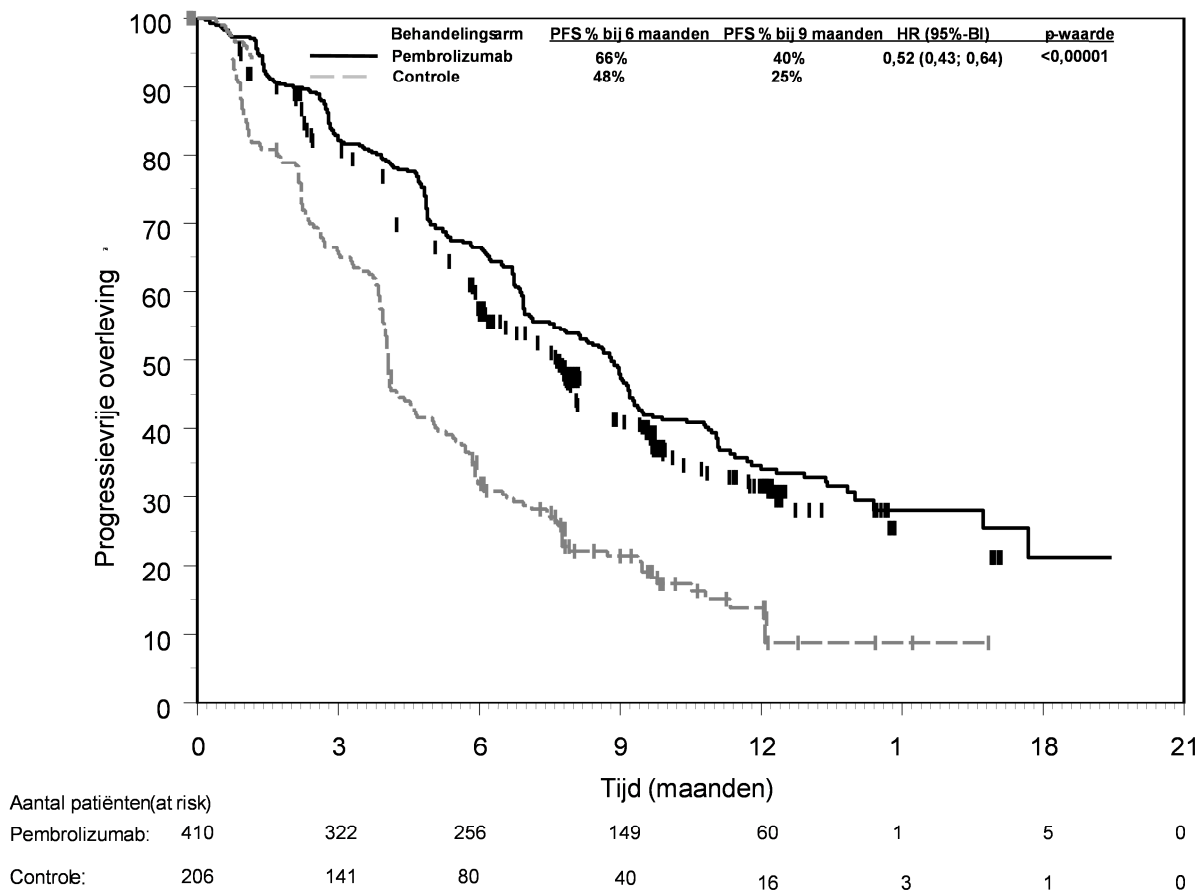 Behandelingsarm PFS % bij 6 maanden PFS % bij 9 maanden HR (95%-BI) p-waarde
Pembrolizumab 66% 40% 0,52 (0,43; 0,64) <0,00001
Controle 48% 25%
Progressievrije overleving
100
90
80
70
60
50
40
30
20
10
0
0 3 6 9 12 1 18 21
Tijd (maanden)
Aantal patiënten(at risk)
Pembrolizumab: 410 322 256 149 60 1 5 0
Controle: 206 141 80 40 16 3 1 0